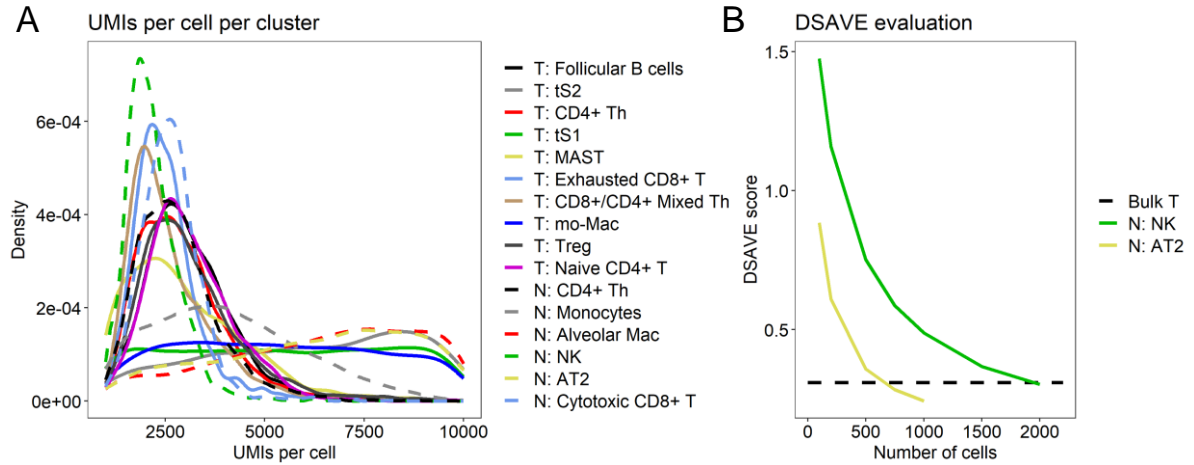 A
UMIs per cell per cluster
Density
6e-04
4e-04
2e-04
0e+00
2500
5000
7500
10000
UMIs per cell
T: Follicular B cells
T: tS2
T: CD4+ Th
T: tS1
T: MAST
T: Exhausted CD8+ T
T: CD8+/CD4+ Mixed Th
T: mo-Mac
T: Treg
T: Naive CD4+ T
N: CD4+ Th
N: Monocytes
N: Alveolar Mac
N: NK
N: AT2
N: Cytotoxic CD8+ T
B
DSAVE evaluation
DSAVE score
1.5
1.0
0.5
0
500
1000
1500
2000
Number of cells
Bulk T
N: NK
N: AT2